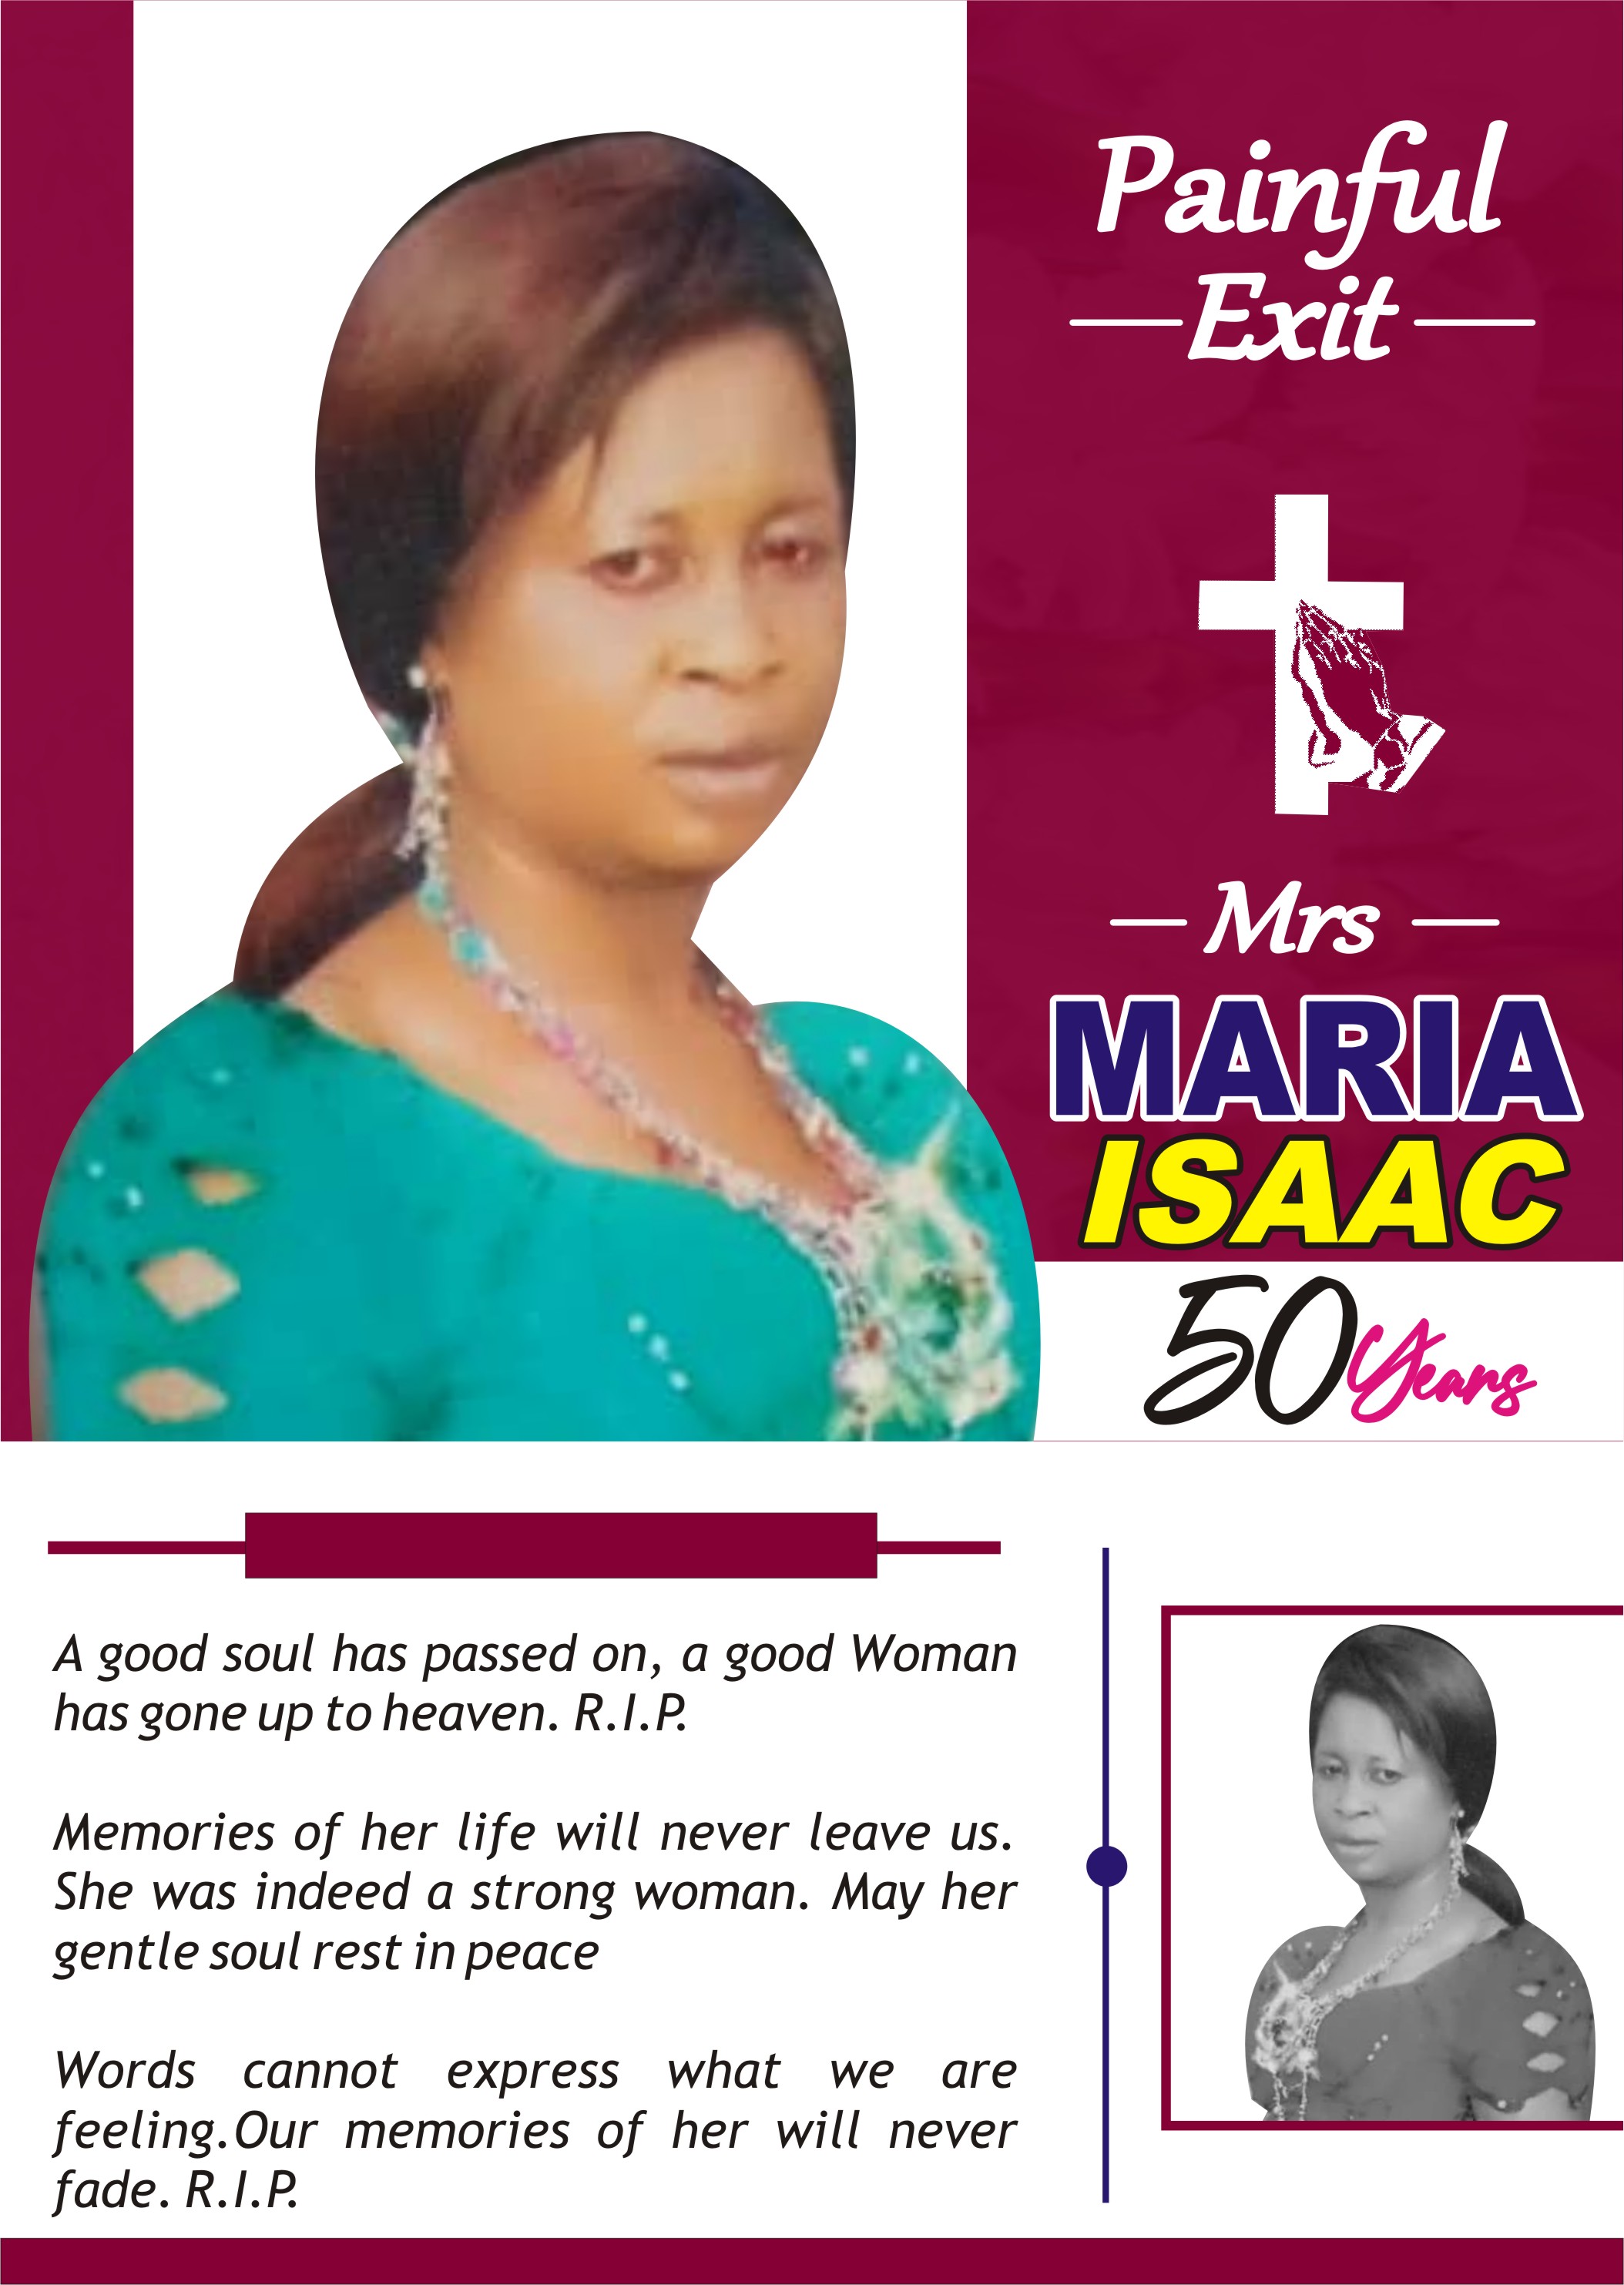 Painful
Exit
Mrs
MARIA
ISAAC
50Years
A good soul has passed on, a good Woman
has gone up to heaven. R.I.P.
Memories of her life will never leave us.
She was indeed a strong woman. May her
gentle soul rest in peace
Words cannot express what we are
feeling.Our memories of her will never
fade. R.I.P.